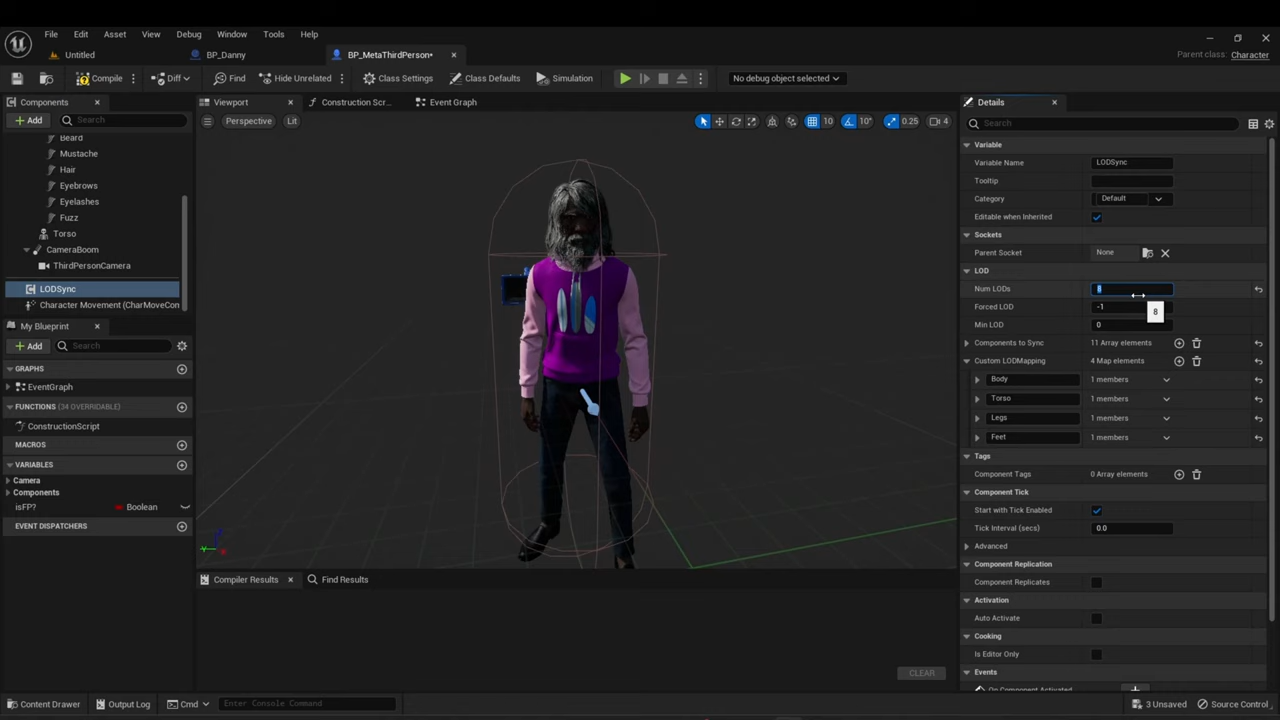 File Edit Asset View Debug Window Tools Help
Untitled BP_Danny BP_MetaThirdPerson•
Parent class: Character
Compile Diff Find Hide Unrelated Class Settings Class Defaults Simulation No debug object selected
Components
Add Search
Beard
Mustache
Hair
Eyebrows
Eyelashes
Fuzz
Torso
CameraBoom
ThirdPersonCamera
LODSync
Character Movement (CharMoveCom
My Blueprint
Add Search
GRAPHS
EventGraph
FUNCTIONS (34 OVERRIDABLE)
ConstructionScript
MACROS
VARIABLES
Camera
Components
isFP? Boolean
EVENT DISPATCHERS
Viewport Construction Scr... Event Graph
Perspective Lit
10 10° 0.25 4
Compiler Results Find Results
CLEAR
Details
Search
Variable
Variable Name LODSync
Tooltip
Category Default
Editable when Inherited
Sockets
Parent Socket None
LOD
Num LODs 8
Forced LOD -1
8
Min LOD 0
Components to Sync 11 Array elements
Custom LODMapping 4 Map elements
Body 1 members
Torso 1 members
Legs 1 members
Feet 1 members
Tags
Component Tags 0 Array elements
Component Tick
Start with Tick Enabled
Tick Interval (secs) 0.0
Advanced
Component Replication
Component Replicates
Activation
Auto Activate
Cooking
Is Editor Only
Events
On Component Activated
Content Drawer Output Log Cmd Enter Console Command 3 Unsaved Source Control